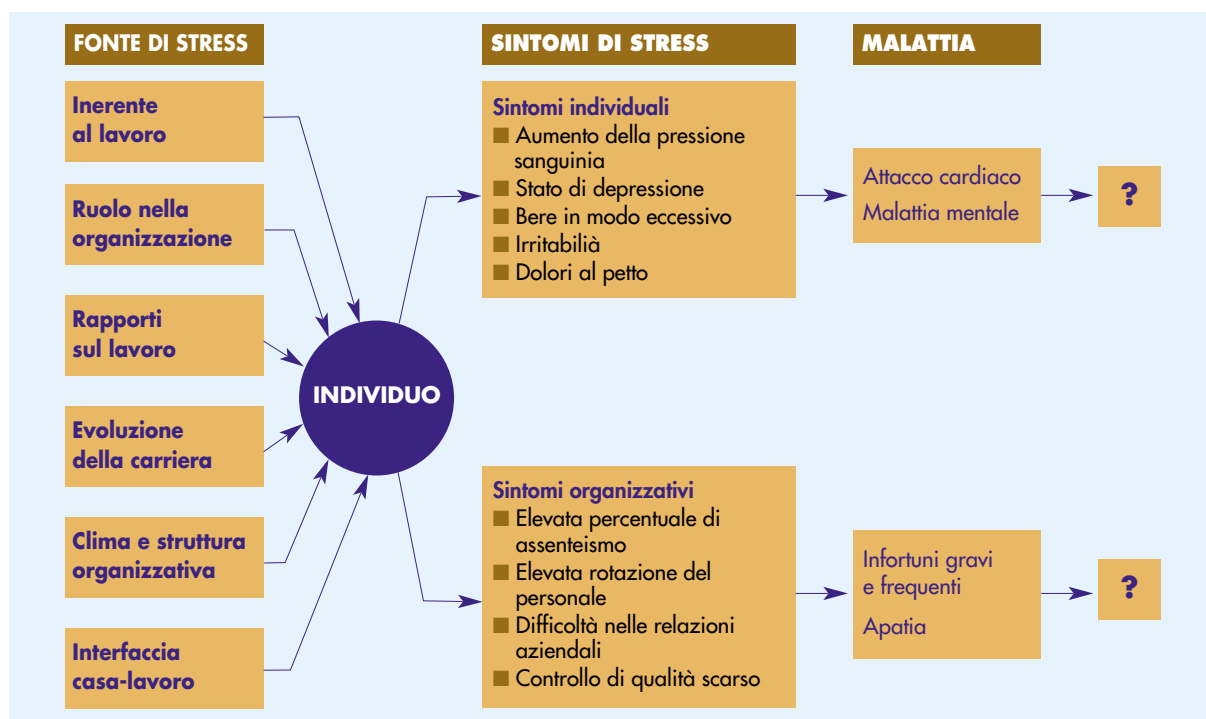 FONTE DI STRESS
Inerente
al lavoro
Ruolo nella
organizzazione
Rapporti
sul lavoro
Evoluzione
della carriera
Clima e struttura
organizzativa
Interfaccia
casa-lavoro
INDIVIDUO
SINTOMI DI STRESS
Sintomi individuali
■ Aumento della pressione
sanguinia
■ Stato di depressione
■ Bere in modo eccessivo
■ Irritabilià
■ Dolori al petto
Sintomi organizzativi
■ Elevata percentuale di
assenteismo
■ Elevata rotazione del
personale
■ Difficoltà nelle relazioni
aziendali
■ Controllo di qualità scarso
MALATTIA
Attacco cardiaco
Malattia mentale
?
Infortuni gravi
e frequenti
Apatia
?